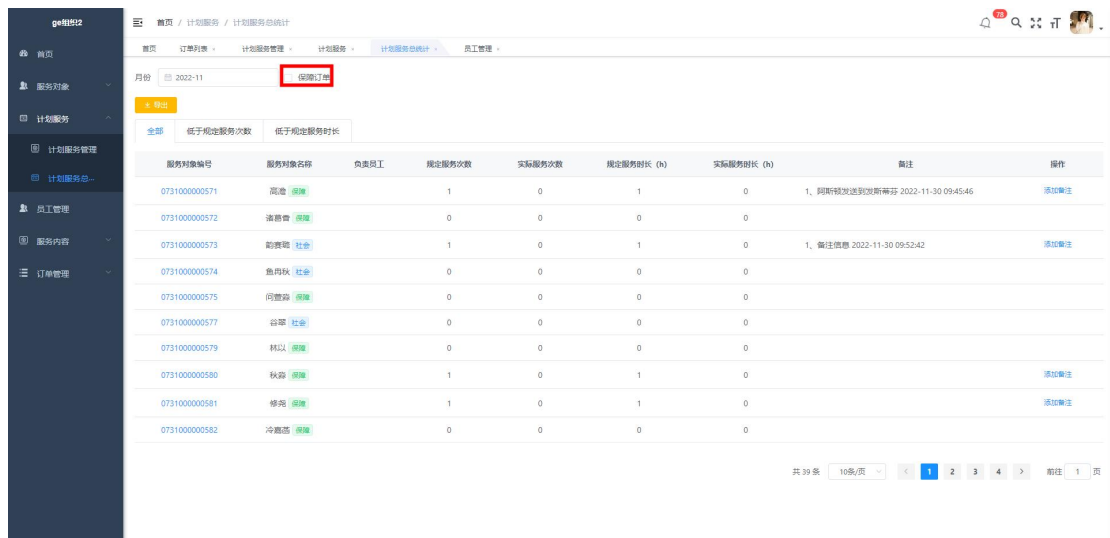 ge组织2
首页 / 计划服务 / 计划服务总统计
78
首页 订单列表 计划服务管理 计划服务 计划服务总统计 员工管理
首页
服务对象
计划服务
计划服务管理
计划服务总...
员工管理
服务内容
订单管理
月份 2022-11 保障订单
导出
全部 低于规定服务次数 低于规定服务时长
服务对象编号 服务对象名称 负责员工 规定服务次数 实际服务次数 规定服务时长（h） 实际服务时长（h） 备注 操作
0731000000571 高澹 保障 1 0 1 0 1、阿斯顿发送到发斯蒂芬 2022-11-30 09:45:46 添加备注
0731000000572 诸葛香 保障 0 0 0 0
0731000000573 韵赛璐 社会 1 0 1 0 1、备注信息 2022-11-30 09:52:42 添加备注
0731000000574 鱼冉秋 社会 0 0 0 0
0731000000575 问萱淼 保障 0 0 0 0
0731000000577 谷翠 社会 0 0 0 0
0731000000579 林以 保障 0 0 0 0
0731000000580 秋淼 保障 1 0 1 0 添加备注
0731000000581 修尧 保障 1 0 1 0 添加备注
0731000000582 冷嘉菡 保障 0 0 0 0
共 39 条 10条/页 1 2 3 4 前往 1 页